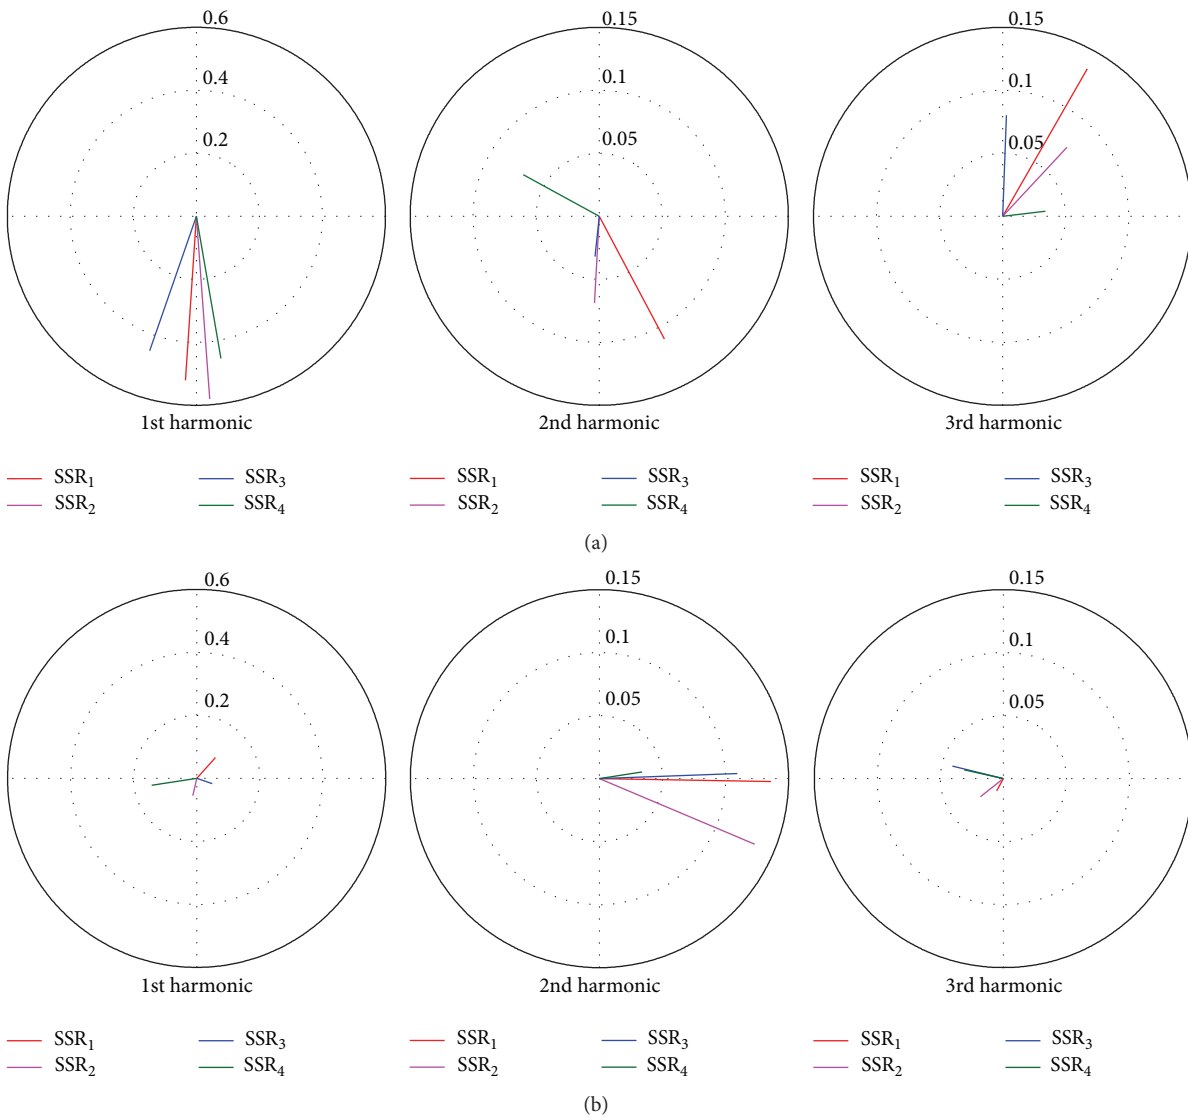 0.6
0.4
0.2
1st harmonic
SSR1 SSR3
SSR2 SSR4
0.15
0.1
0.05
2nd harmonic
SSR1 SSR3
SSR2 SSR4
0.15
0.1
0.05
3rd harmonic
SSR1 SSR3
SSR2 SSR4
(a)
0.6
0.4
0.2
1st harmonic
SSR1 SSR3
SSR2 SSR4
0.15
0.1
0.05
2nd harmonic
SSR1 SSR3
SSR2 SSR4
0.15
0.1
0.05
3rd harmonic
SSR1 SSR3
SSR2 SSR4
(b)